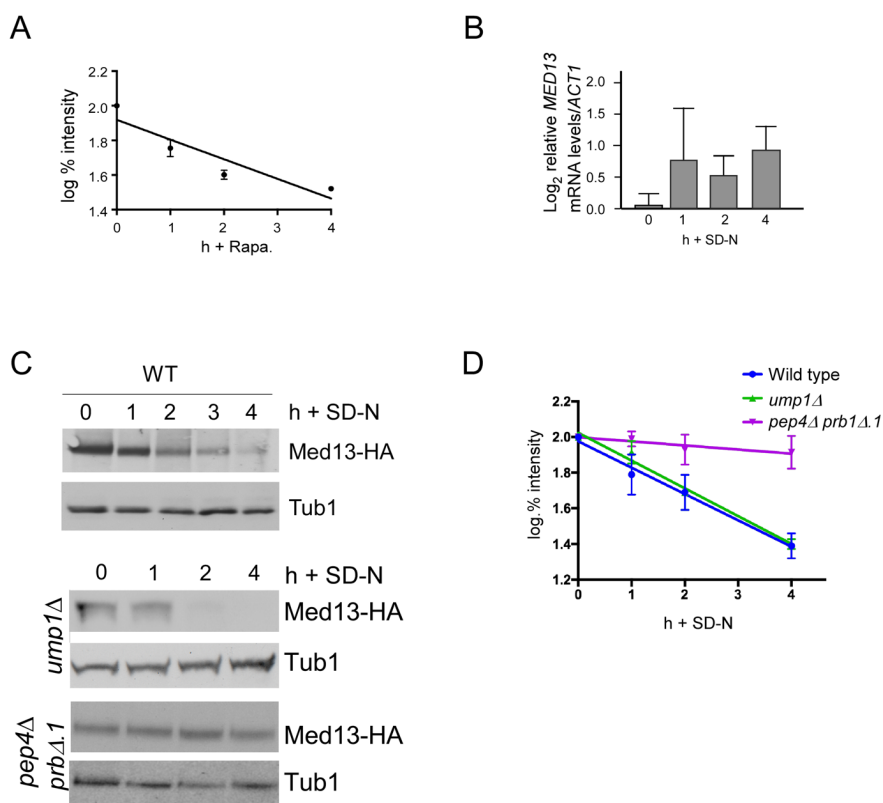 A
2.2
2.0
1.8
1.6
1.4
log % intensity
0 1 2 3 4
h + Rapa.
B
Log2 relative MED13
mRNA levels/ACT1
2.0
1.5
1.0
0.5
0.0
0 1 2 4
h + SD-N
C
WT
0 1 2 3 4 h + SD-N
Med13-HA
Tub1
0 1 2 4 h + SD-N
ump1Δ
Med13-HA
Tub1
pep4Δ
prbΔ.1
Med13-HA
Tub1
D
Wild type
ump1Δ
pep4Δ prb1Δ.1
2.2
2.0
1.8
1.6
1.4
1.2
log.% intensity
0 1 2 3 4
h + SD-N